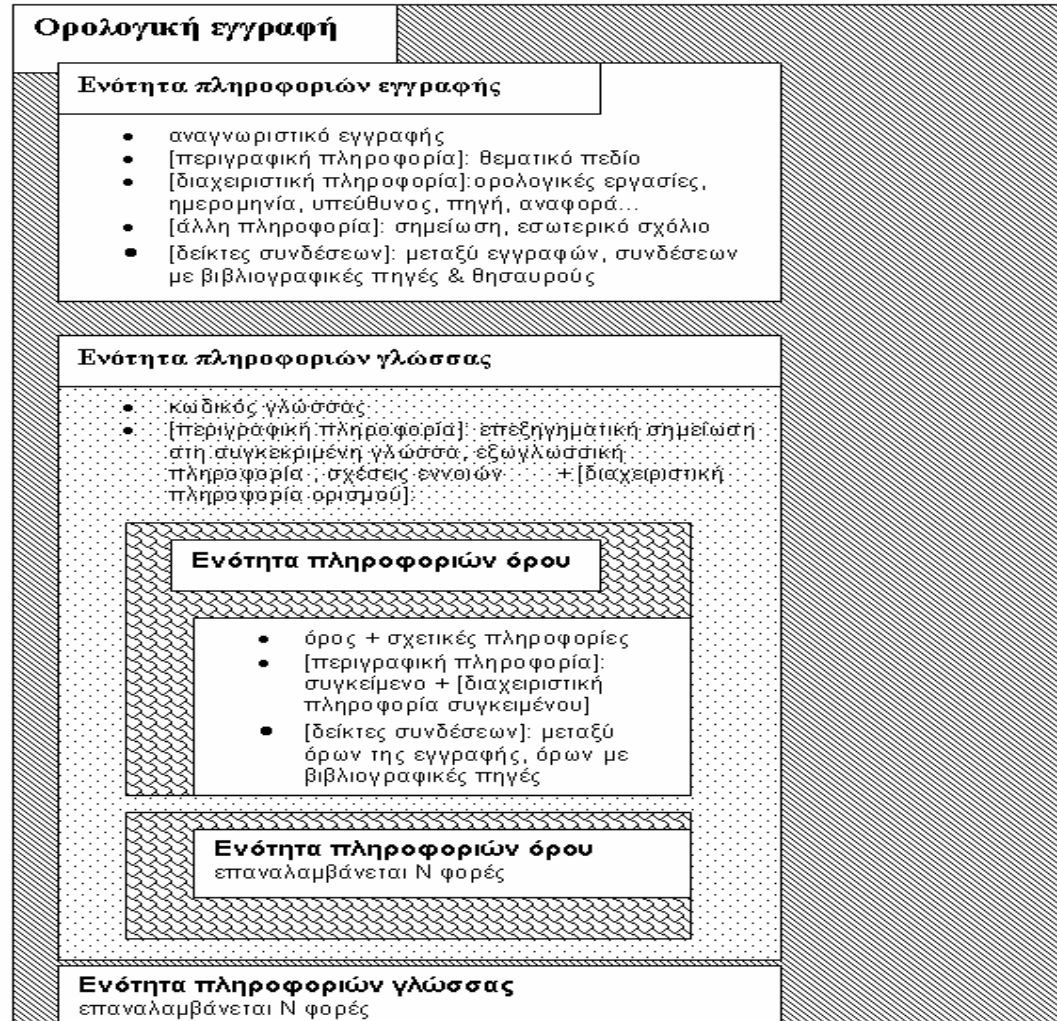 Ορολογική εγγραφή
Ενότητα πληροφοριών εγγραφής
• αναγνωριστικό εγγραφής
• [περιγραφική πληροφορία]: θεματικό πεδίο
• [διαχειριστική πληροφορία]:ορολογικές εργασίες,
ημερομηνία, υπεύθυνος, πηγή, αναφορά...
• [άλλη πληροφορία]: σημείωση, εσωτερικό σχόλιο
• [δείκτες συνδέσεων]: μεταξύ εγγραφών, συνδέσεων
με βιβλιογραφικές πηγές & θησαυρούς
Ενότητα πληροφοριών γλώσσας
• κωδικός γλώσσας
• [περιγραφική πληροφορία]: επεξηγηματική σημείωση
στη συγκεκριμένη γλώσσα, εξωγλωσσική
πληροφορία , σχέσεις εννοιών +[διαχειριστική
πληροφορία ορισμού]
Ενότητα πληροφοριών όρου
• όρος + σχετικές πληροφορίες
• [περιγραφική πληροφορία]:
συγκείμενο + [διαχειριστική
πληροφορία συγκειμένου]
• [δείκτες συνδέσεων]: μεταξύ
όρων της εγγραφής, όρων με
βιβλιογραφικές πηγές
Ενότητα πληροφοριών όρου
επαναλαμβάνεται Ν φορές
Ενότητα πληροφοριών γλώσσας
επαναλαμβάνεται Ν φορές